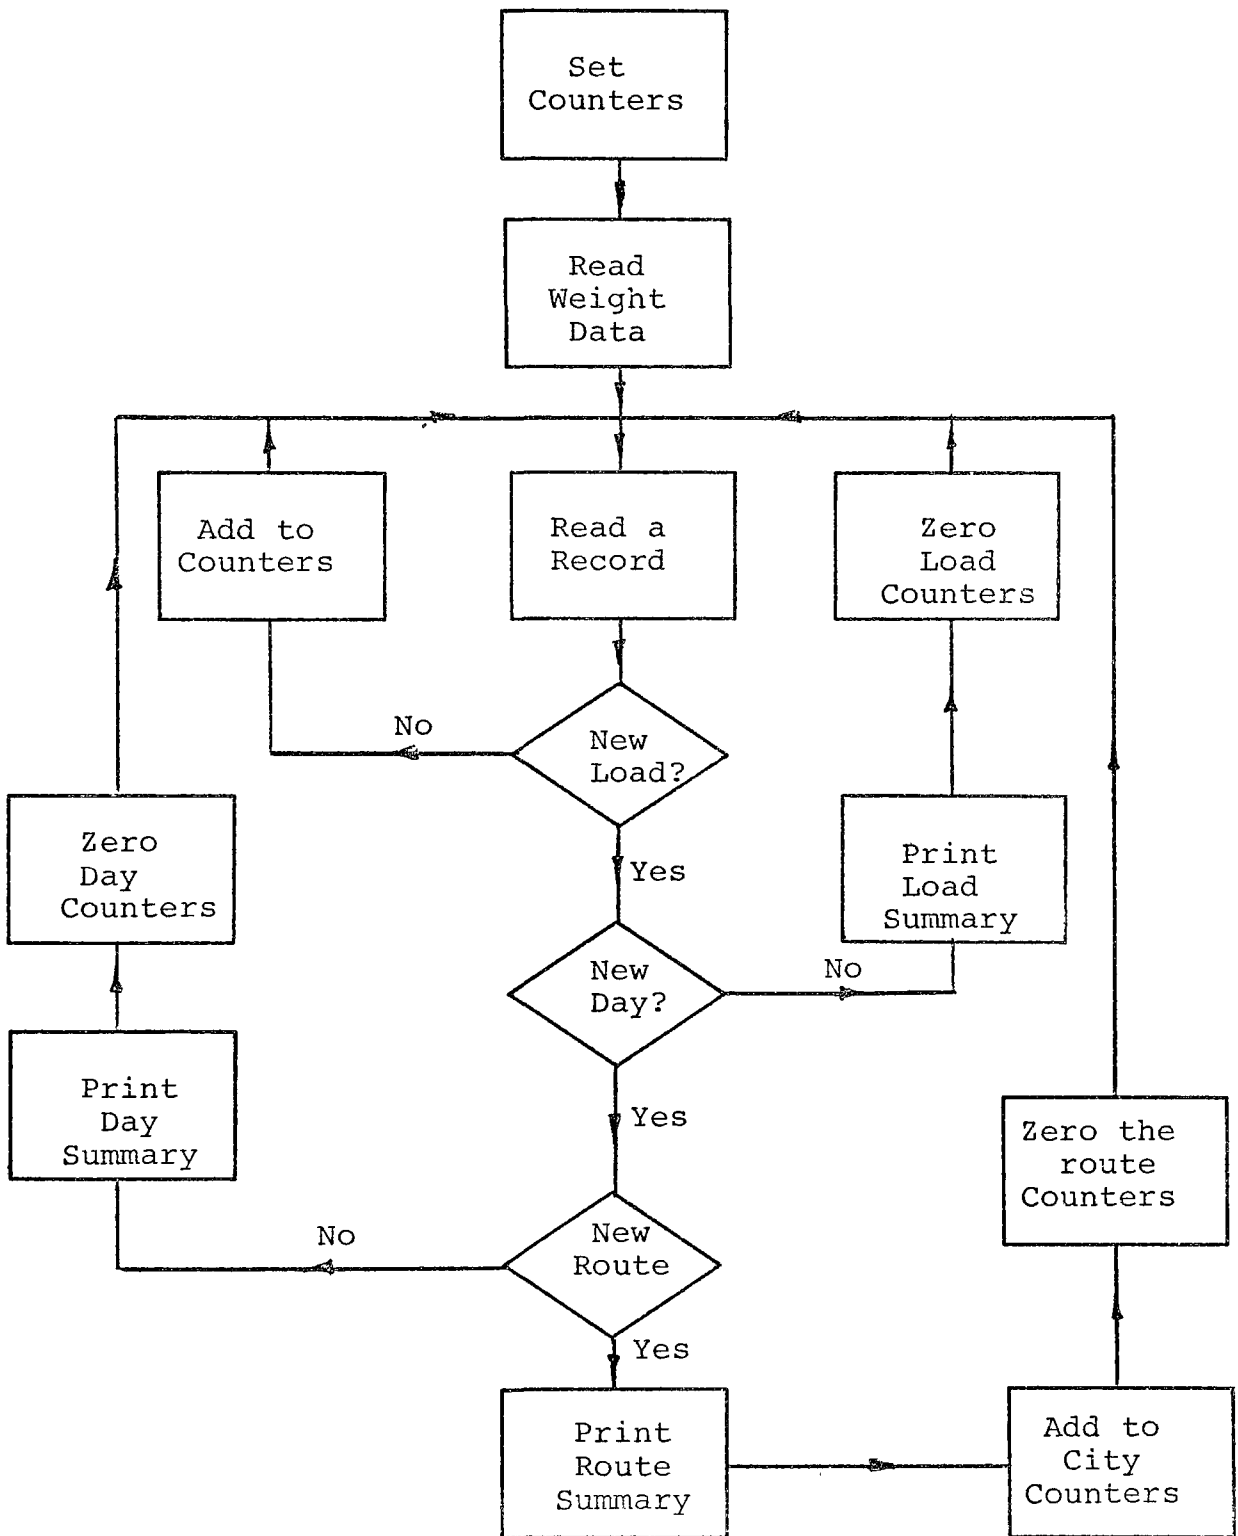 Set
Counters
Read
Weight
Data
Add to
Counters
Read a
Record
Zero
Load
Counters
No
New
Load?
Zero
Day
Counters
Yes
Print
Load
Summary
New
Day?
No
Print
Day
Summary
Yes
Zero the
route
Counters
No
New
Route
Yes
Print
Route
Summary
Add to
City
Counters